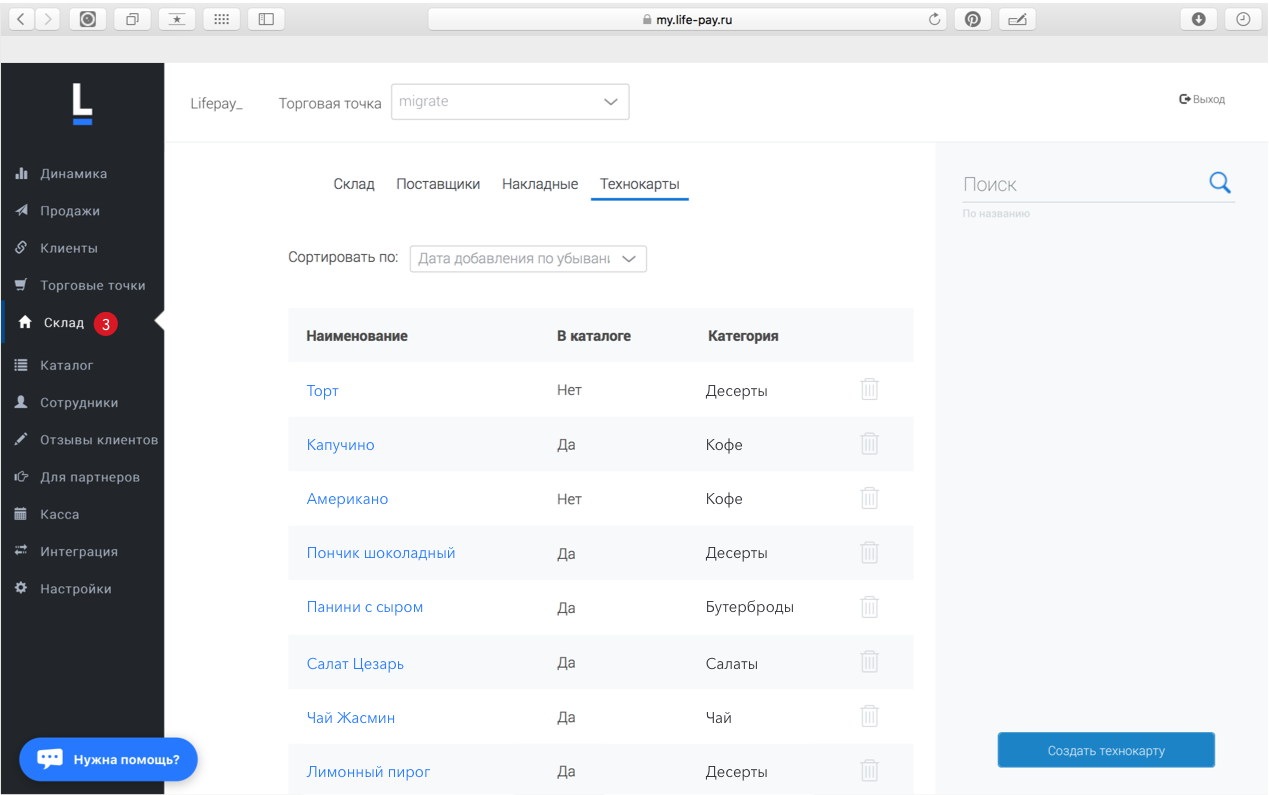 my.life-pay.ru
L
Lifepay_
Торговая точка
migrate
Выход
Динамика
Продажи
Клиенты
Торговые точки
Склад 3
Каталог
Сотрудники
Отзывы клиентов
Для партнеров
Касса
Интеграция
Настройки
Нужна помощь?
Склад Поставщики Накладные Технокарты
Сортировать по: Дата добавления по убывани
Наименование В каталоге Категория
Торт Нет Десерты
Капучино Да Кофе
Американо Нет Кофе
Пончик шоколадный Да Десерты
Панини с сыром Да Бутерброды
Салат Цезарь Да Салаты
Чай Жасмин Да Чай
Лимонный пирог Да Десерты
Поиск
По названию
Создать технокарту